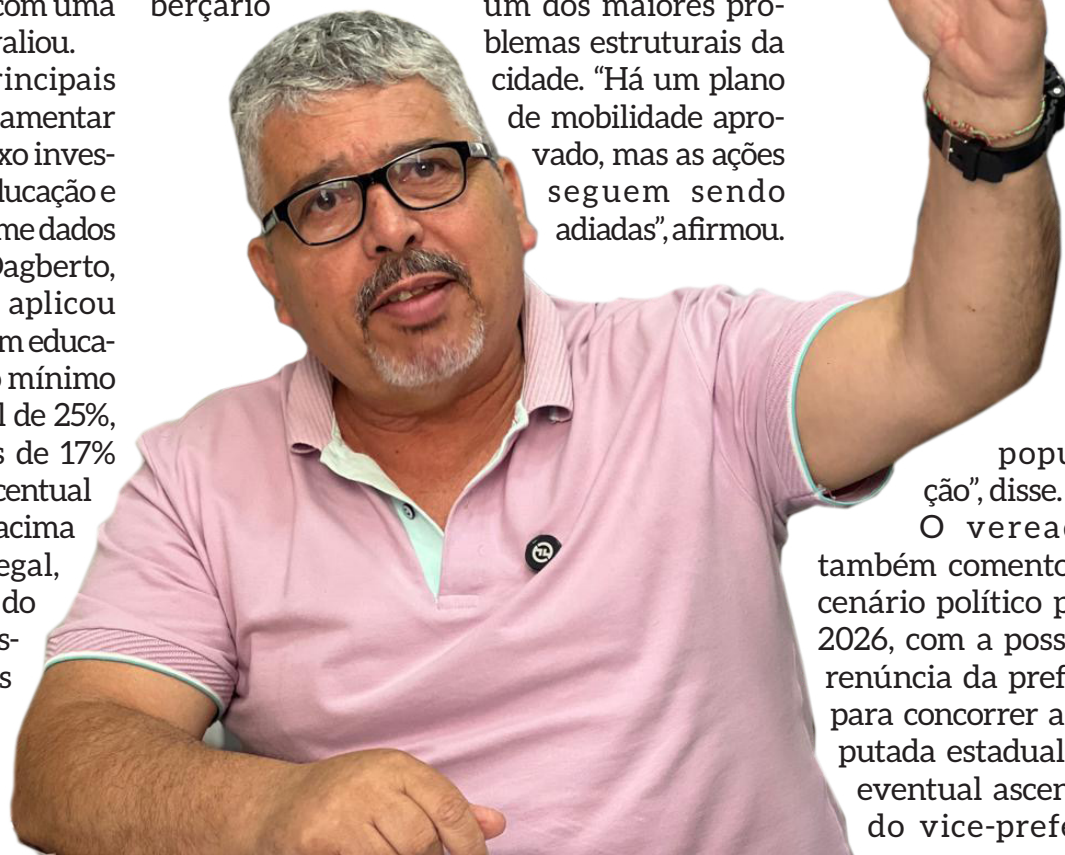 com uma
valiou.
rincipais
amentar
xo inves-
ducação e
me dados
Dagberto,
aplicou
m educa-
o mínimo
l de 25%,
s de 17%
centual
acima
egal,
do
s-
s
berçário
um dos maiores pro-
blemas estruturais da
cidade. “Há um plano
de mobilidade apro-
vado, mas as ações
seguem sendo
adiadas”, afirmou.
popu
ção”, disse.
O veread
também comento
cenário político p
2026, com a poss
renúncia da pref
para concorrer a
putada estadual
eventual ascen
do vice-prefe